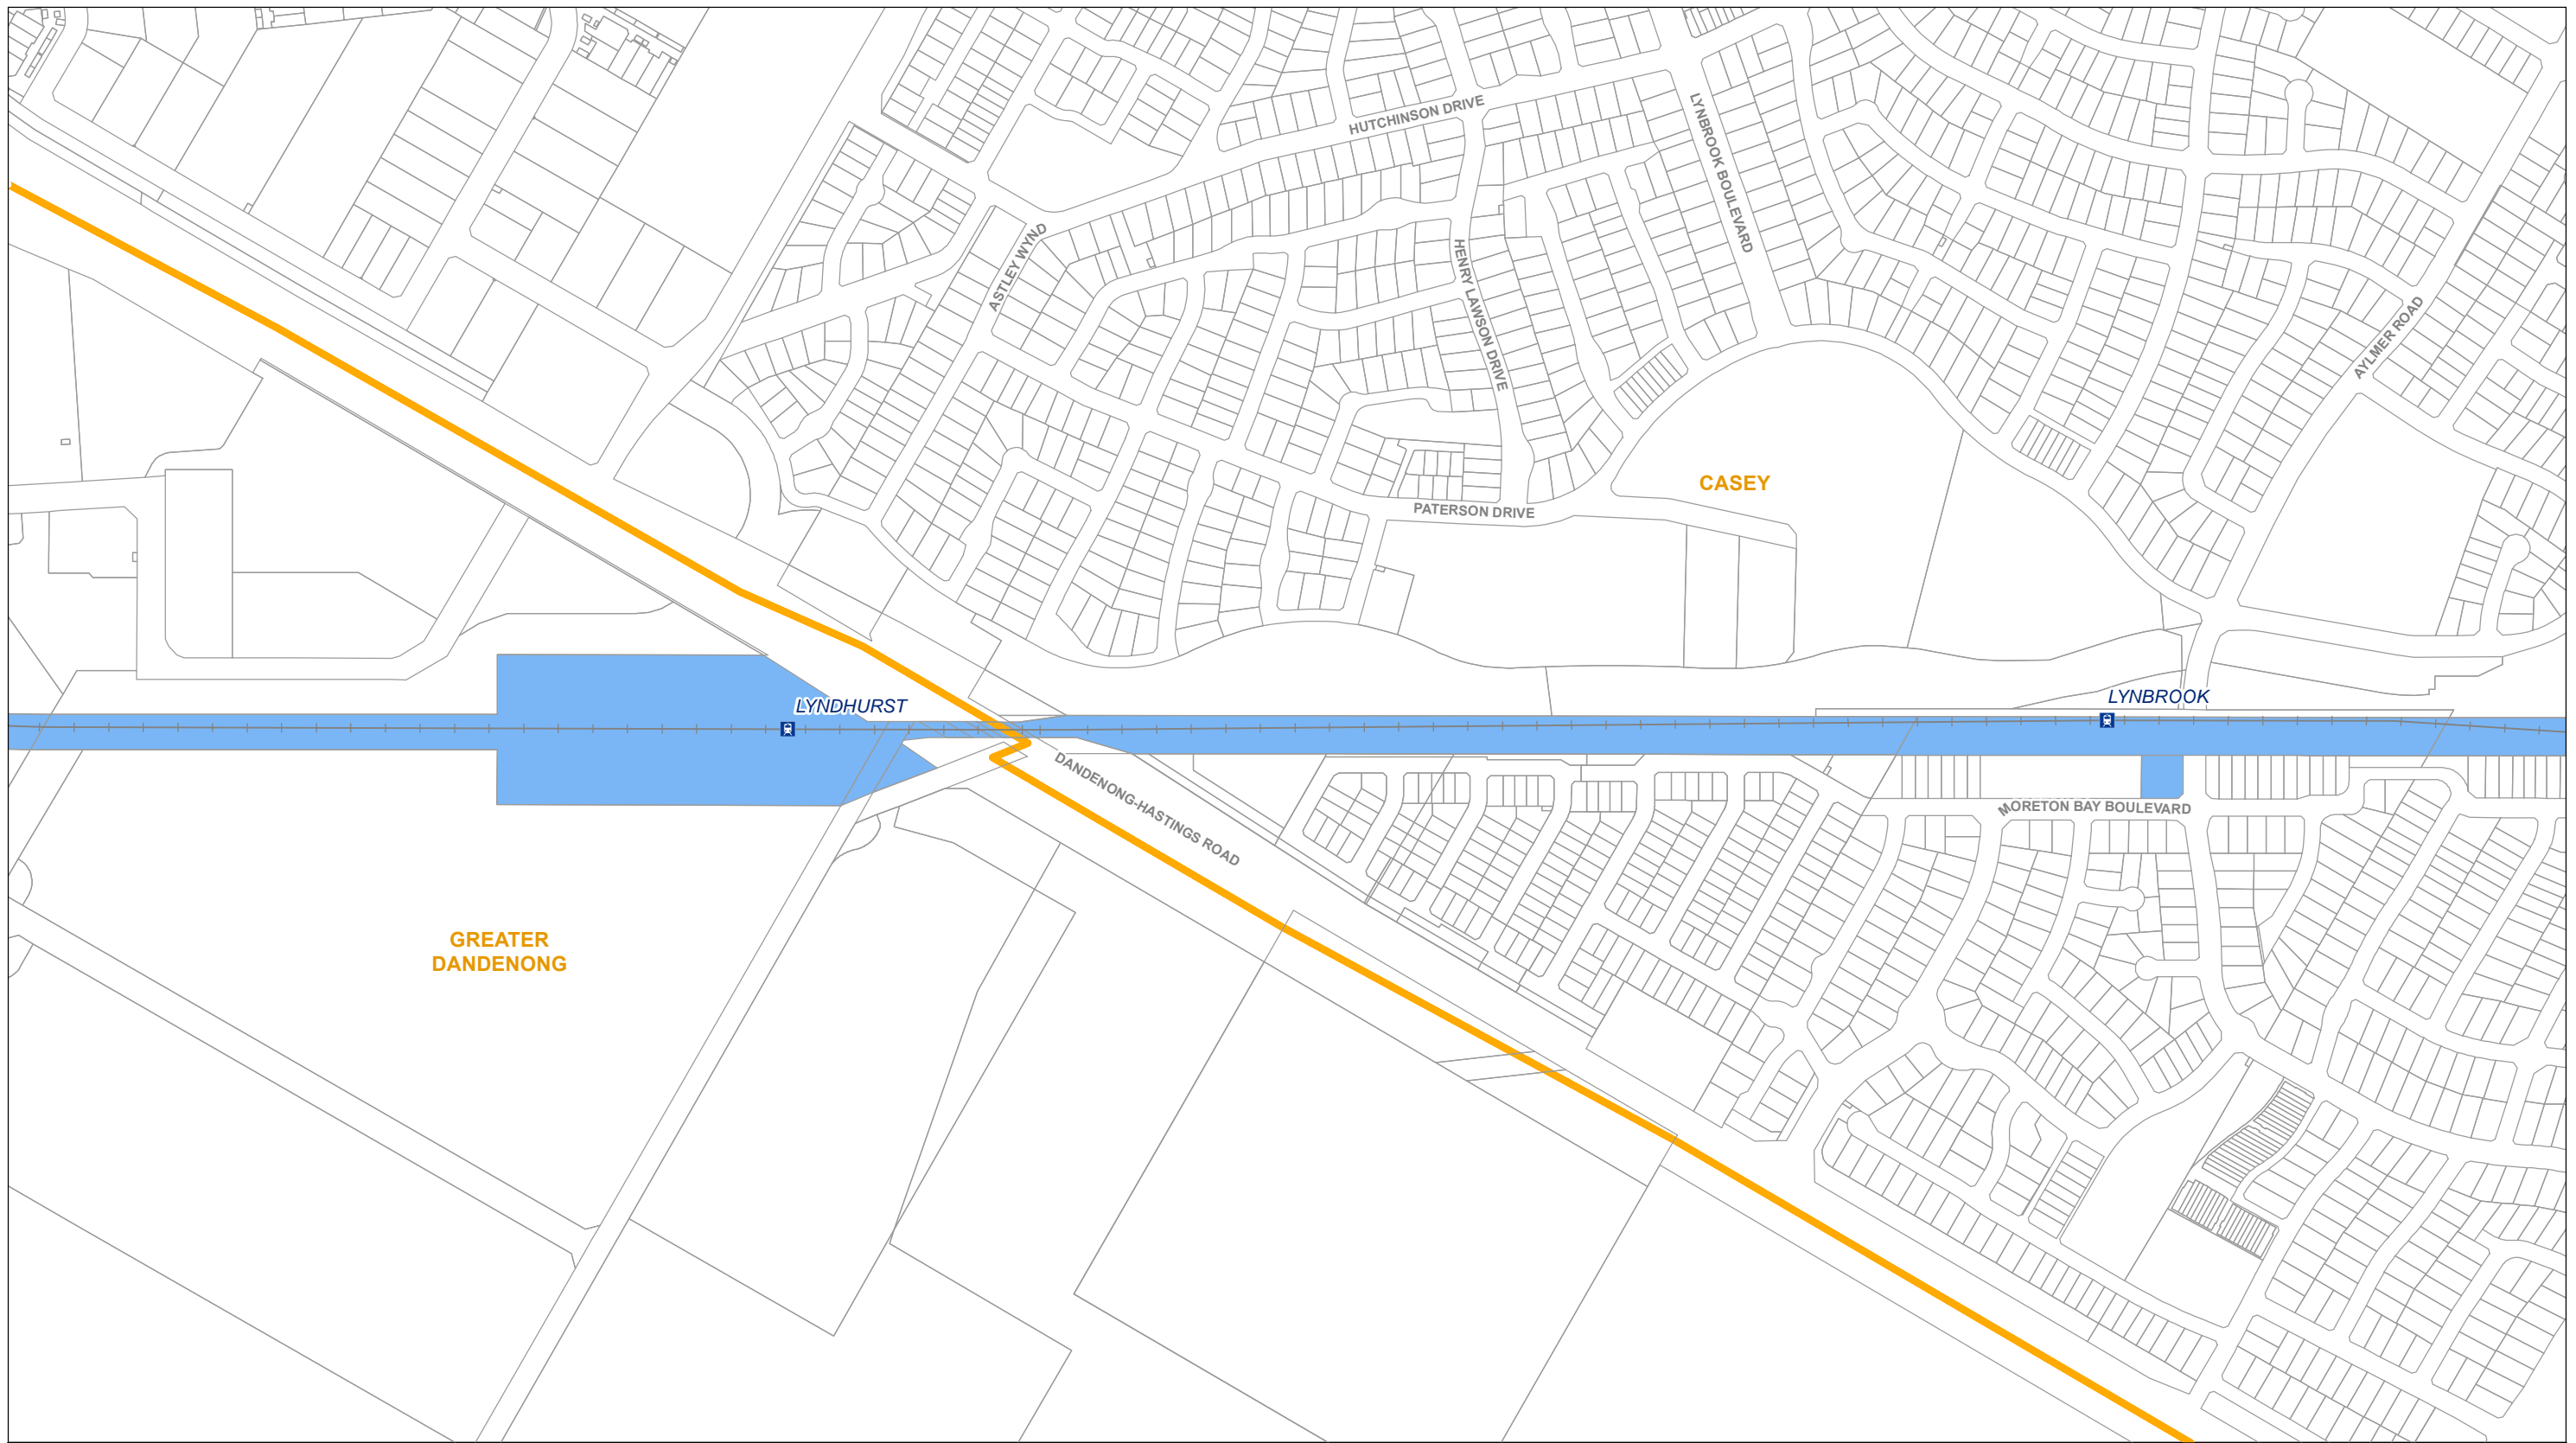 HUTCHINSON DRIVE
LYNBROOK BOULEVARD
ASTLEY WYND
HENRY LAWSON DRIVE
AYLMER ROAD
CASEY
PATERSON DRIVE
LYNDHURST
LYNBROOK
DANDENONG-HASTINGS ROAD
MORETON BAY BOULEVARD
GREATER
DANDENONG